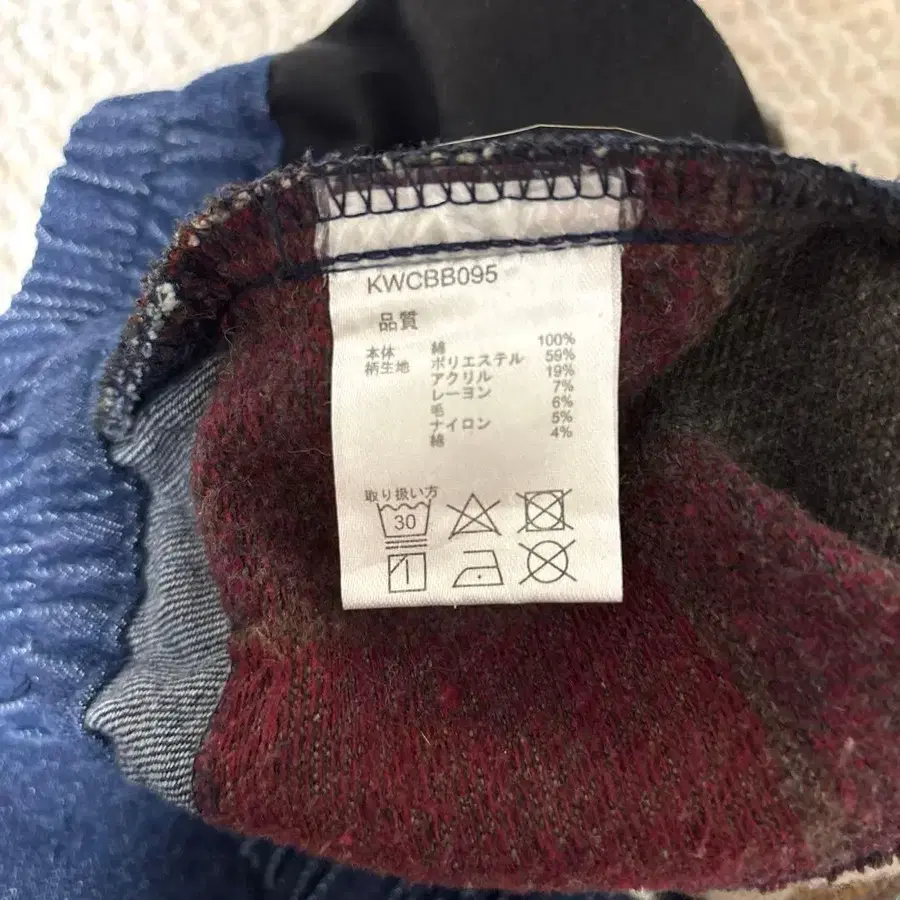 KWCBB095
品質
本体 綿 100%
柄生地 ポリエステル 59%
アクリル 19%
レーヨン 7%
毛 6%
ナイロン 5%
綿 4%
取り扱い方
30